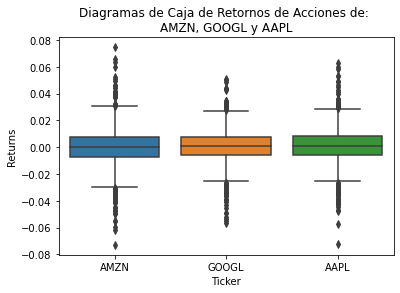 Diagramas de Caja de Retornos de Acciones de:
AMZN, GOOGL y AAPL
0.08
0.06
0.04
0.02
0.00
−0.02
−0.04
−0.06
−0.08
Returns
AMZN GOOGL AAPL
Ticker